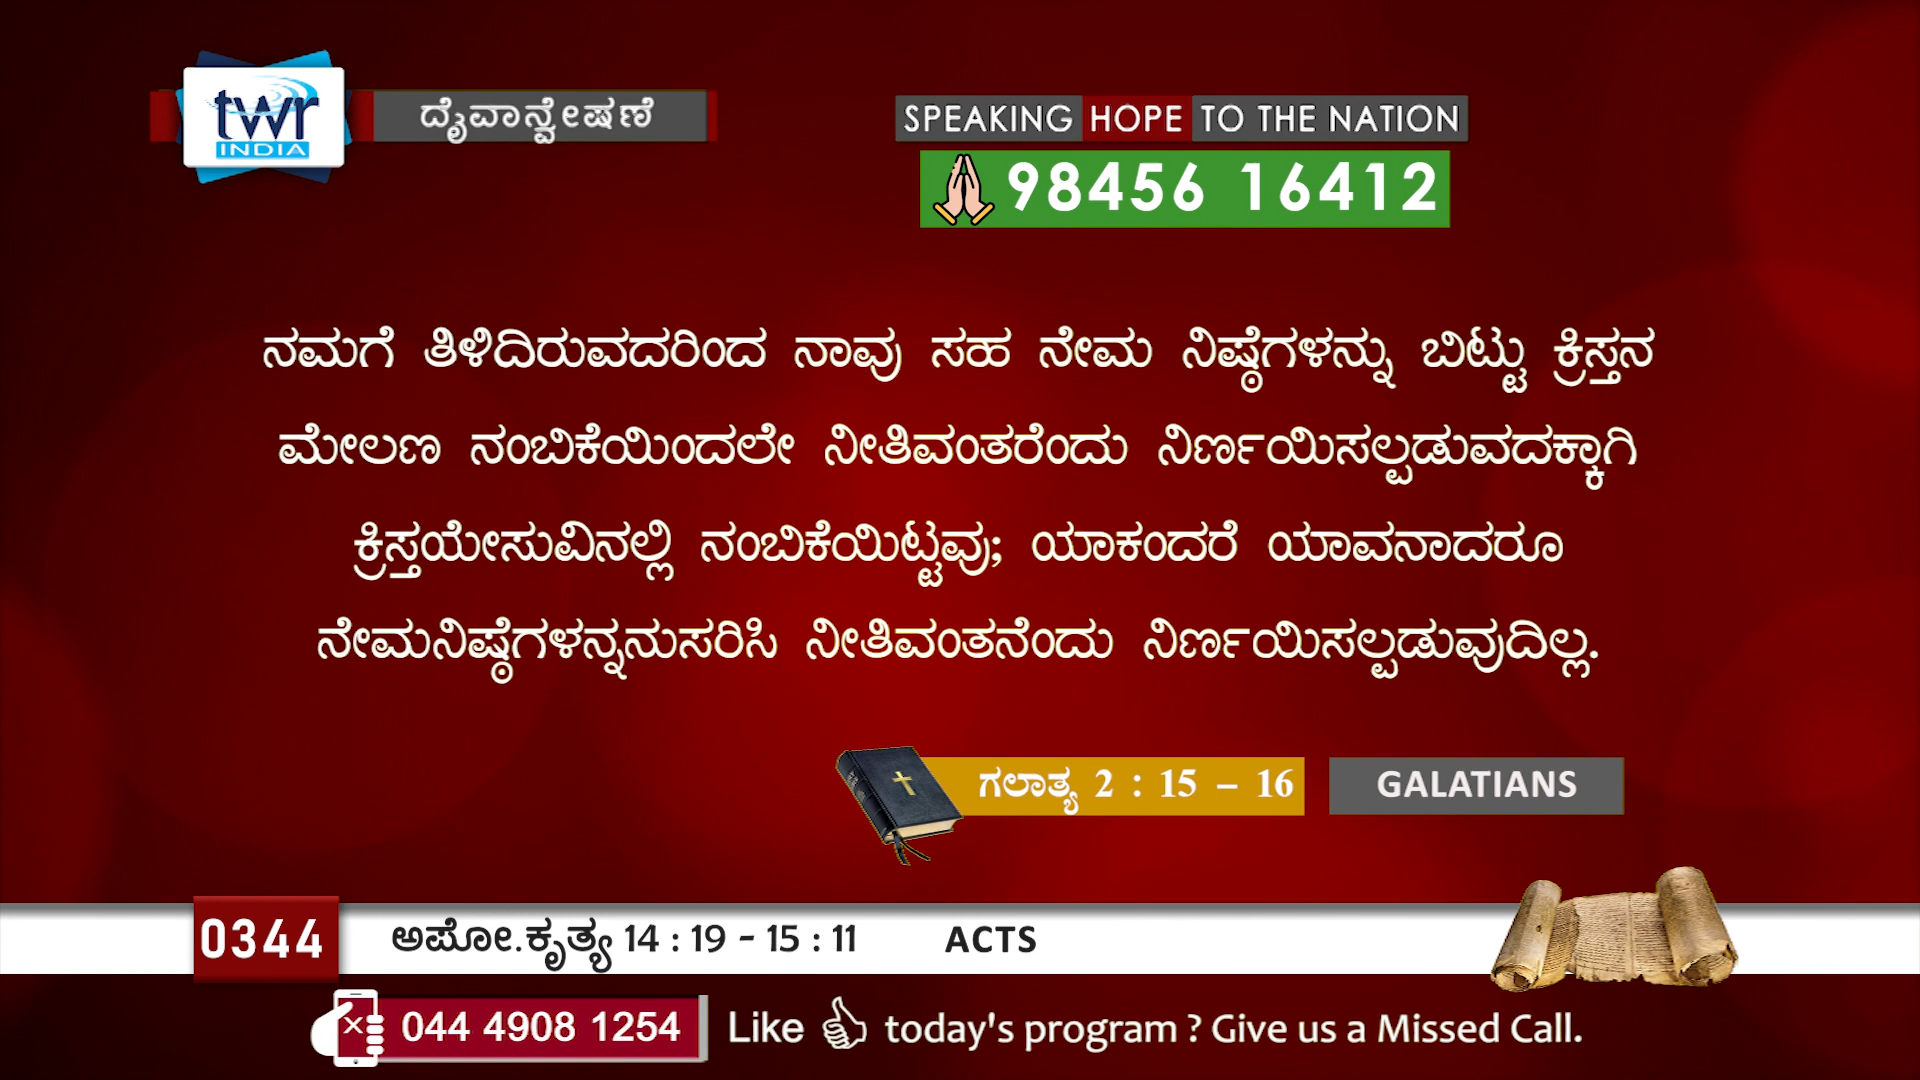 twr
INDIA
ದೈವಾನ್ವೇಷಣೆ
SPEAKING HOPE TO THE NATION
98456 16412
ನಮಗೆ ತಿಳಿದಿರುವದರಿಂದ ನಾವು ಸಹ ನೇಮ ನಿಷ್ಠೆಗಳನ್ನು ಬಿಟ್ಟು ಕ್ರಿಸ್ತನ
ಮೇಲಣ ನಂಬಿಕೆಯಿಂದಲೇ ನೀತಿವಂತರೆಂದು ನಿರ್ಣಯಿಸಲ್ಪಡುವದಕ್ಕಾಗಿ
ಕ್ರಿಸ್ತಯೇಸುವಿನಲ್ಲಿ ನಂಬಿಕೆಯಿಟ್ಟವು; ಯಾಕಂದರೆ ಯಾವನಾದರೂ
ನೇಮನಿಷ್ಠೆಗಳನ್ನನುಸರಿಸಿ ನೀತಿವಂತನೆಂದು ನಿರ್ಣಯಿಸಲ್ಪಡುವುದಿಲ್ಲ.
ಗಲಾತ್ಯ 2 : 15 – 16 GALATIANS
0344 ಅಪೋ.ಕೃತ್ಯ 14 : 19 - 15 : 11 ACTS
044 4908 1254 Like today's program ? Give us a Missed Call.